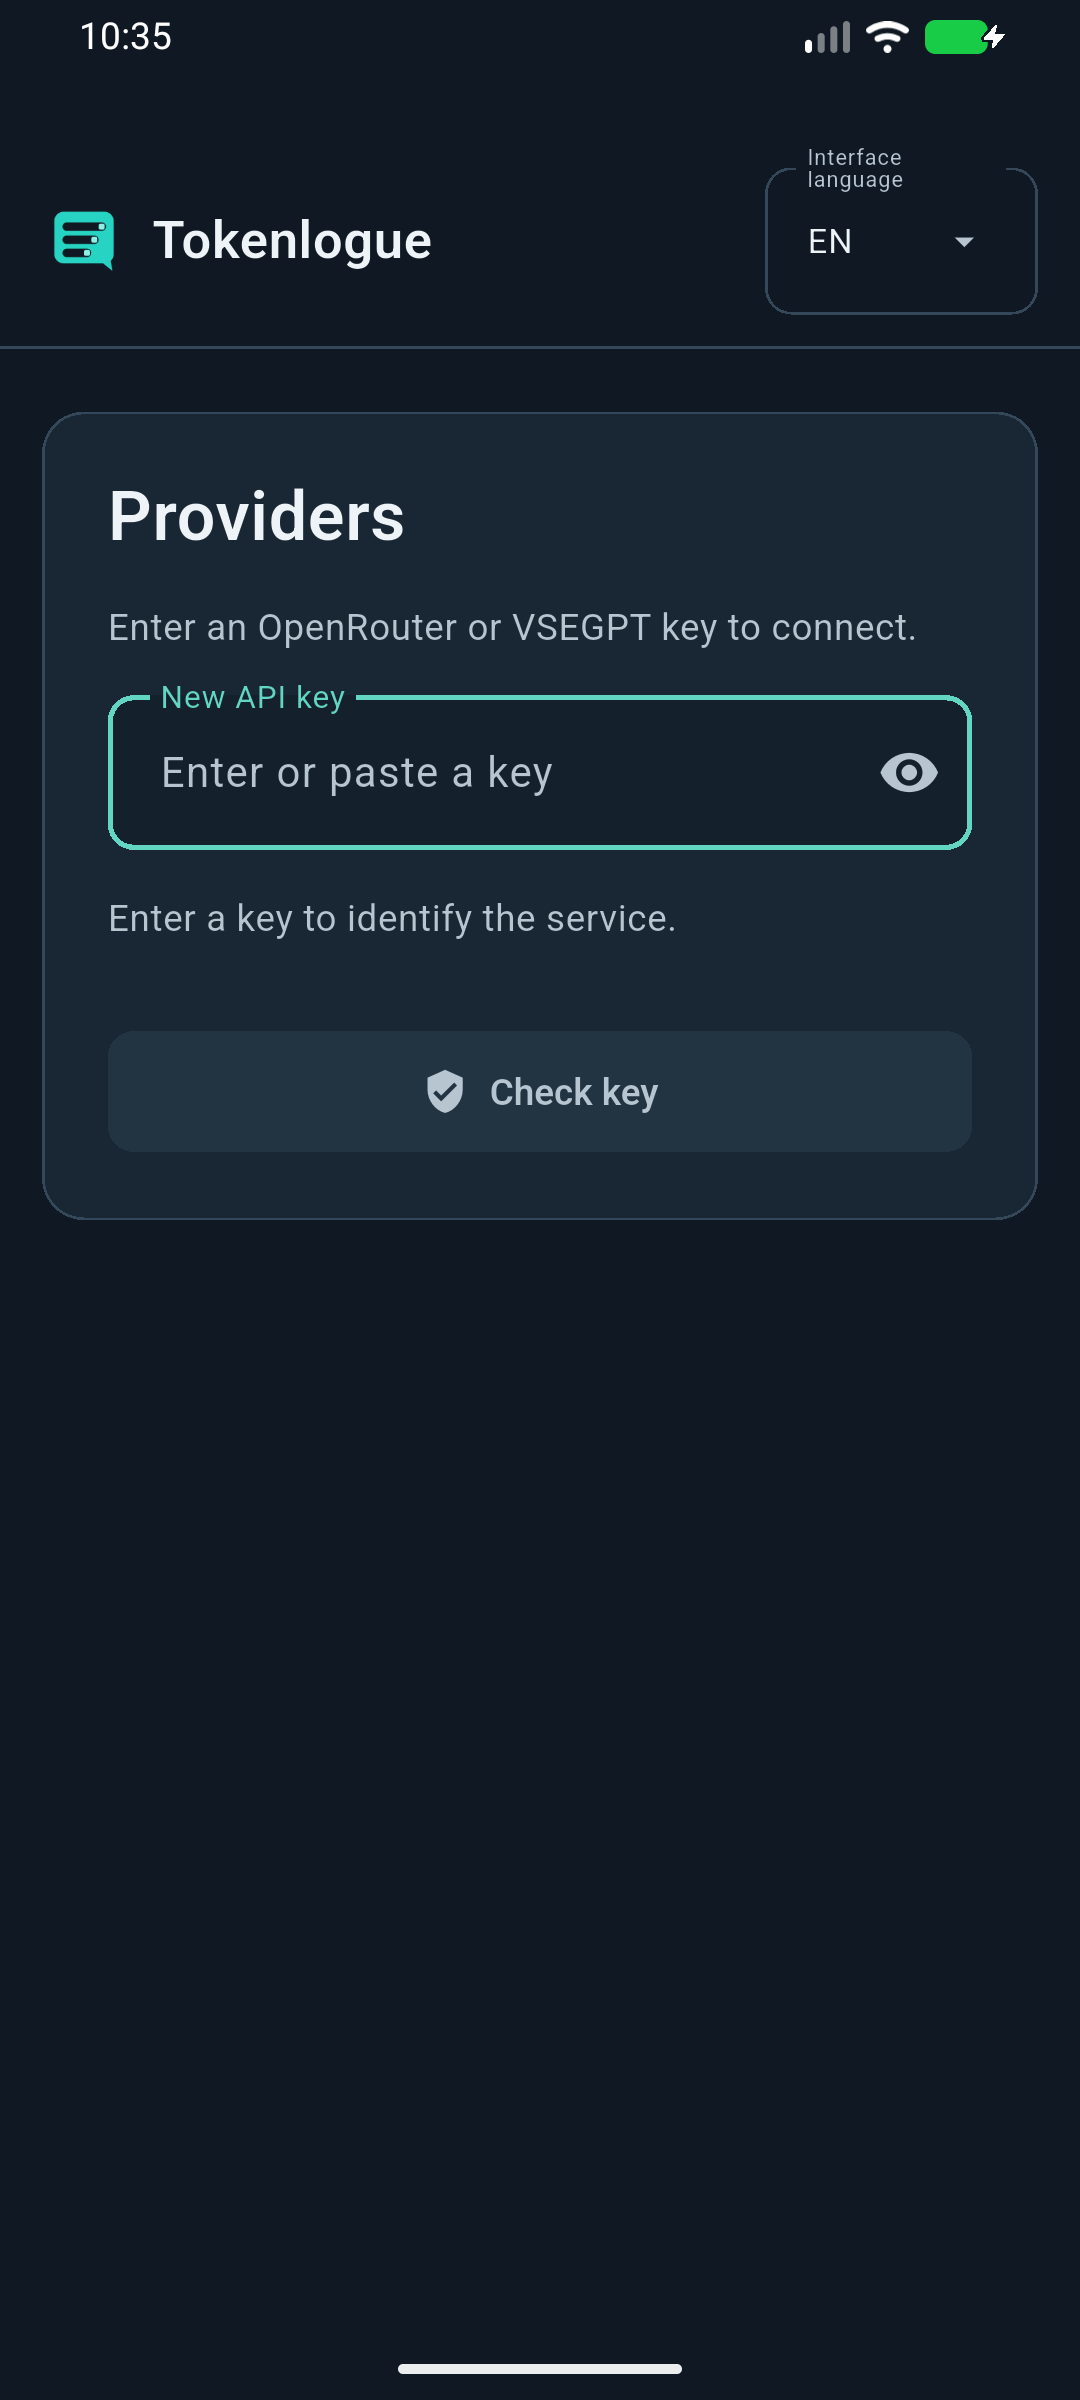 10:35
Interface
language
Tokenlogue
EN
Providers
Enter an OpenRouter or VSEGPT key to connect.
New API key
Enter or paste a key
Enter a key to identify the service.
Check key